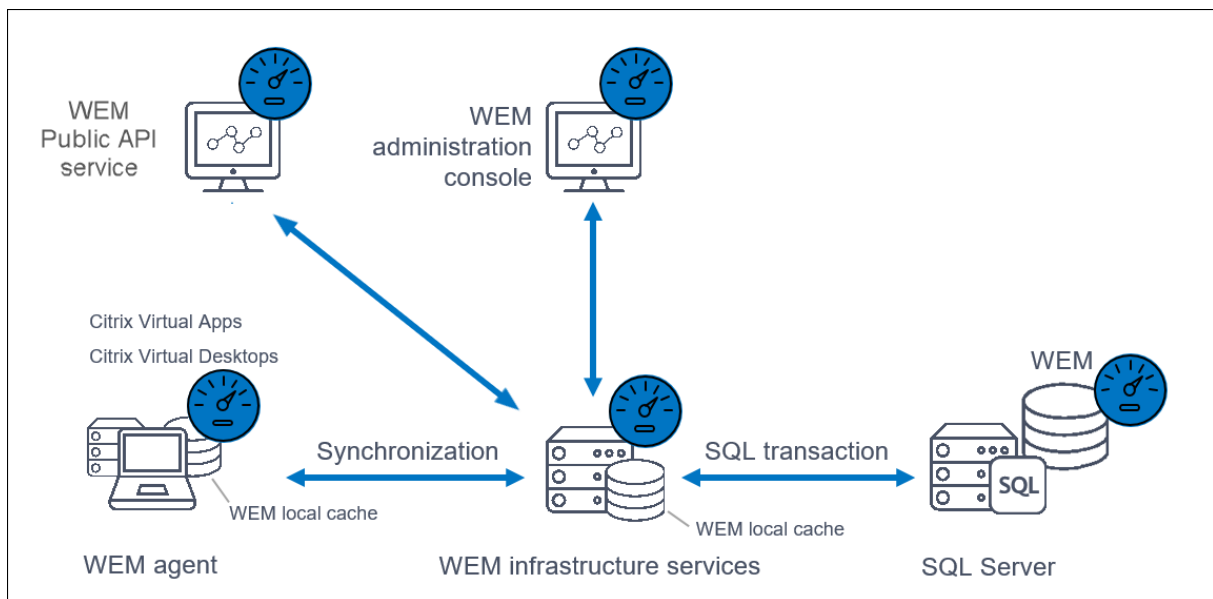 WEM
Public API
service
WEM
administration
console
Citrix Virtual Apps
Citrix Virtual Desktops
WEM
Synchronization
SQL transaction
SQL
WEM local cache
WEM local cache
WEM agent
WEM infrastructure services
SQL Server